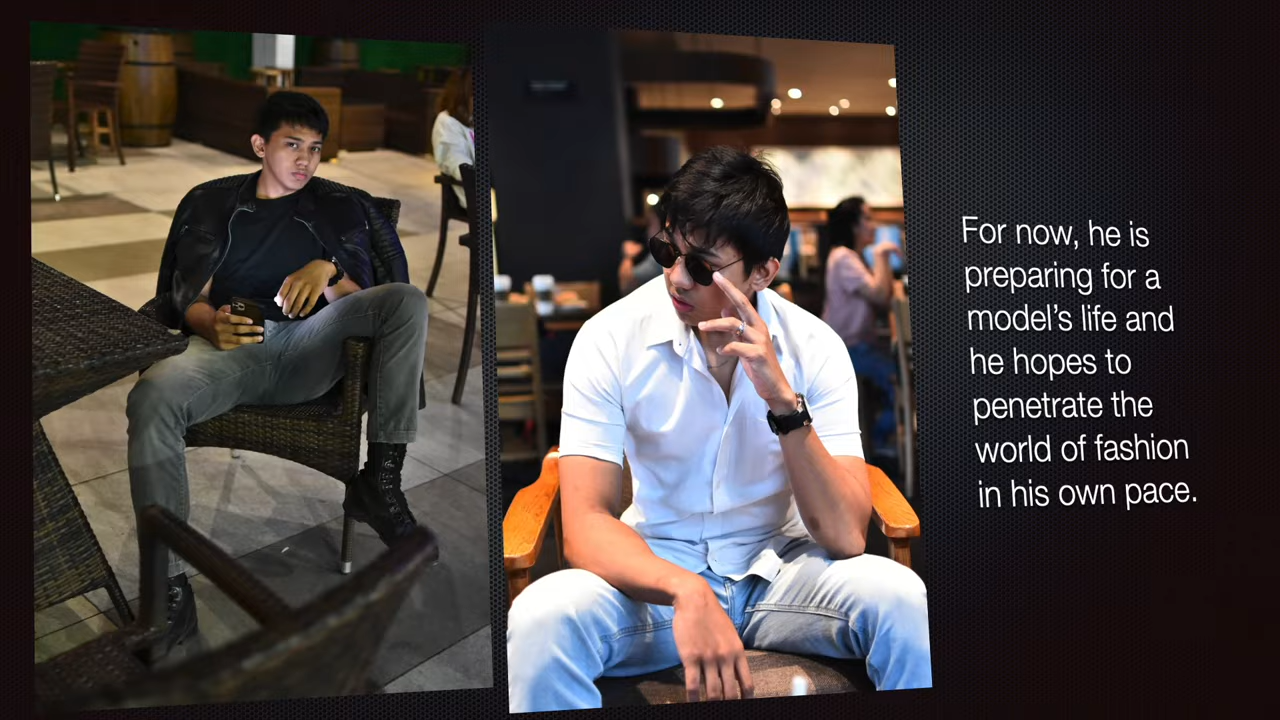 For now, he is
preparing for a
model's life and
he hopes to
penetrate the
world of fashion
in his own pace.